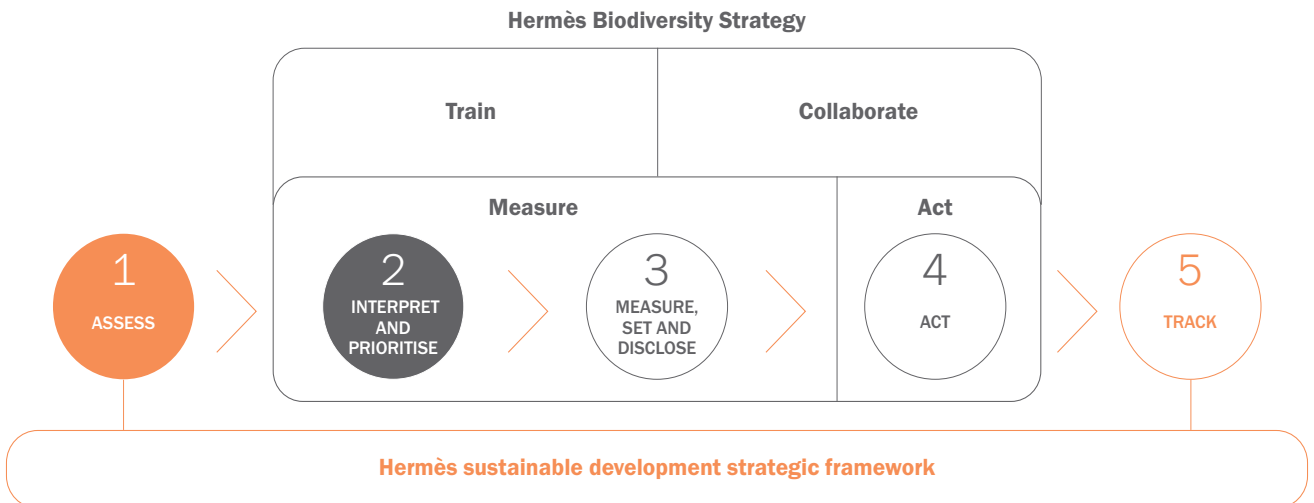 Hermès Biodiversity Strategy
Train
Collaborate
Measure
Act
1
ASSESS
2
INTERPRET
AND
PRIORITISE
3
MEASURE,
SET AND
DISCLOSE
4
ACT
5
TRACK
Hermès sustainable development strategic framework